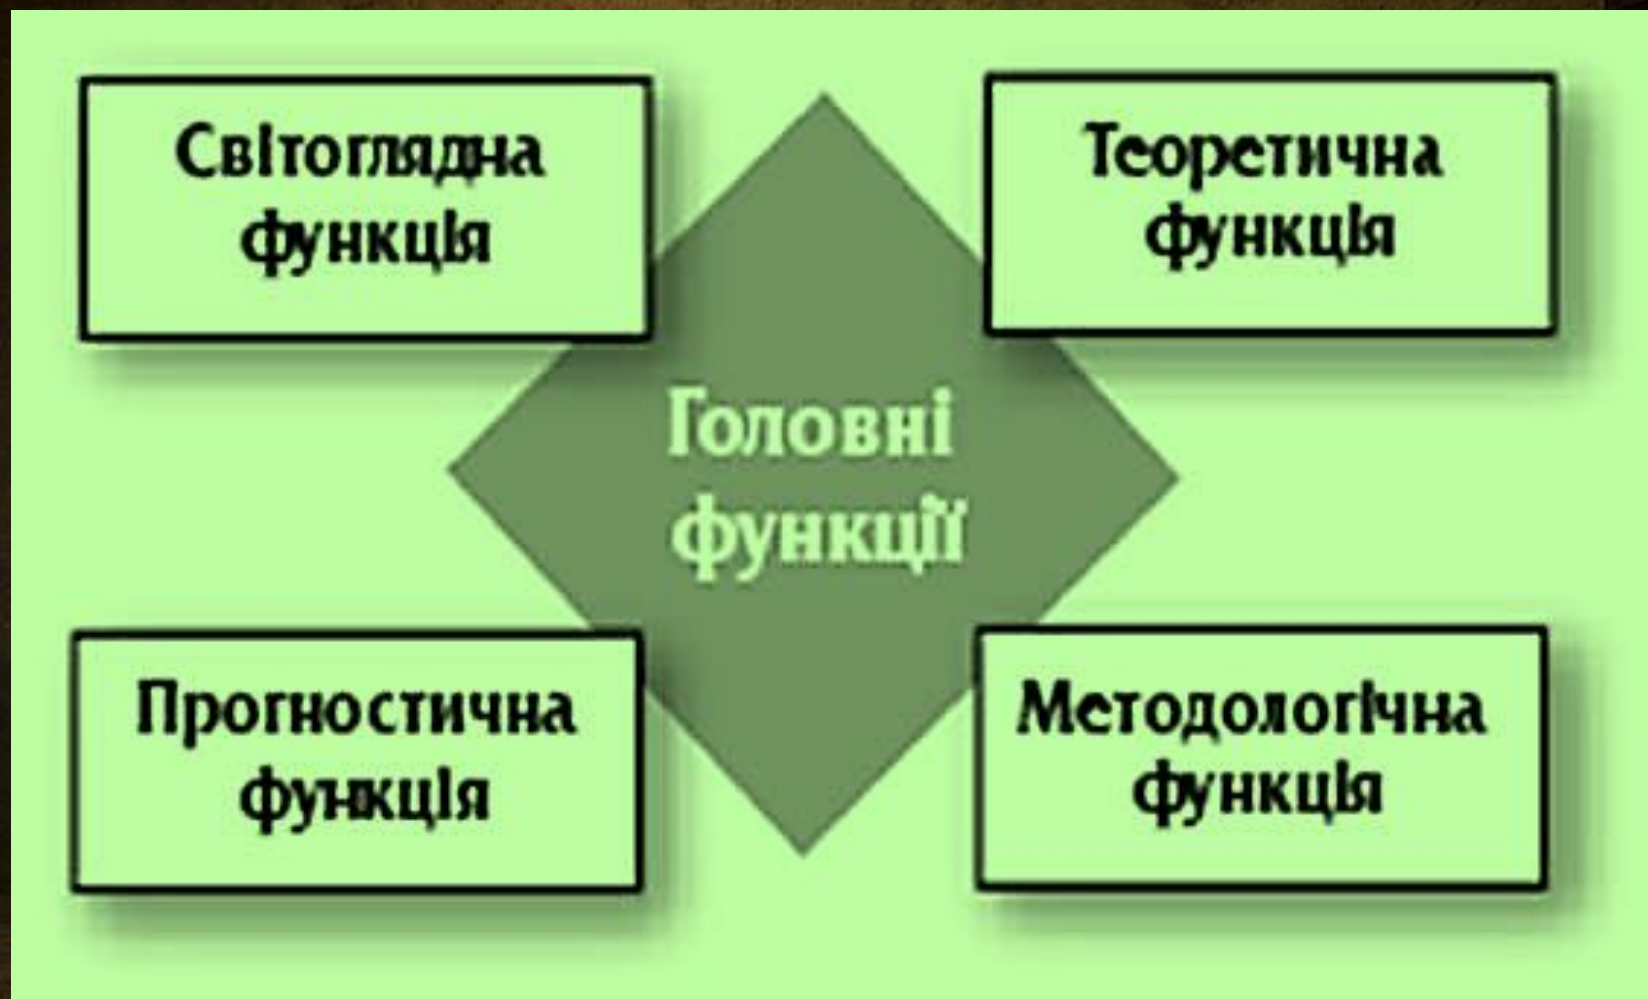 Світоглядна
функція
Теоретична
функція
Головні
функції
Прогностична
функція
Методологічна
функція